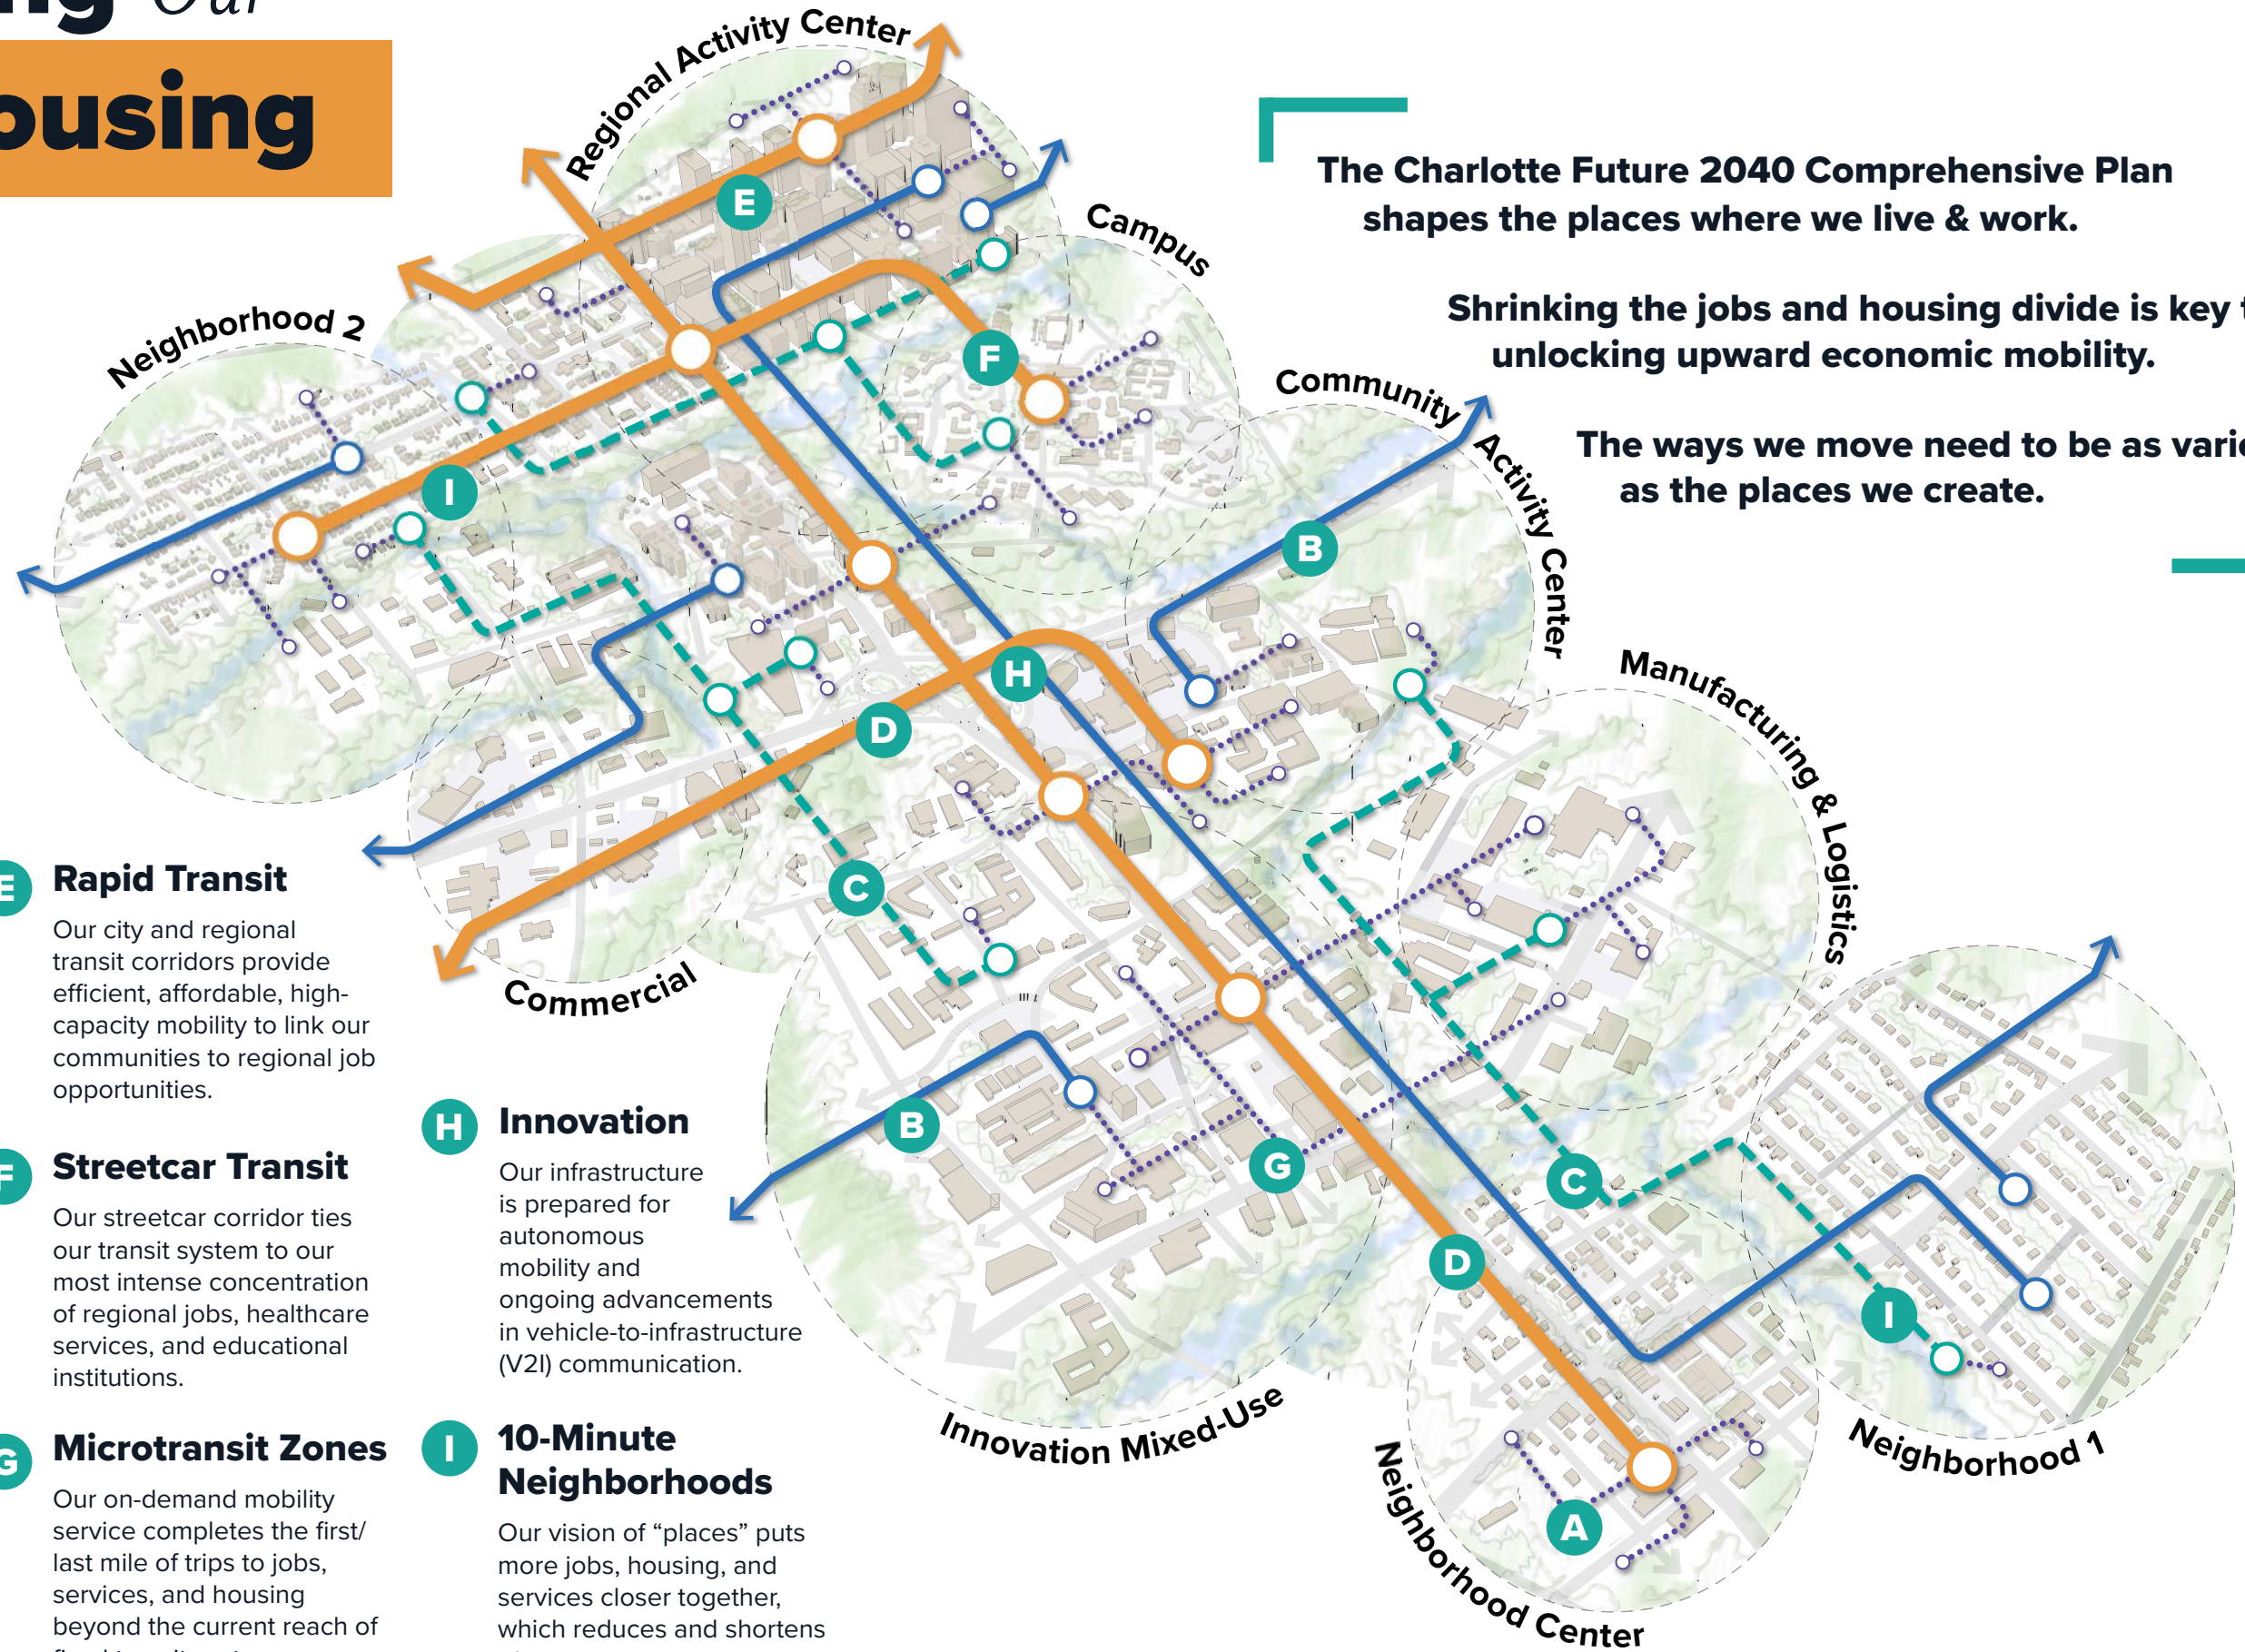 Our
ousing
The Charlotte Future 2040 Comprehensive Plan
shapes the places where we live & work.
Shrinking the jobs and housing divide is key
unlocking upward economic mobility.
The ways we move need to be as
as the places we create.
Regional Activity Center
Campus
Neighborhood 2
Community Activity Center
Manufacturing & Logistics
Commercial
Innovation Mixed-Use
Neighborhood Center
Neighborhood 1
E
F
I
B
H
D
C
B
G
C
D
I
A
E Rapid Transit
Our city and regional
transit corridors provide
efficient, affordable, high-
capacity mobility to link our
communities to regional job
opportunities.
F Streetcar Transit
Our streetcar corridor ties
our transit system to our
most intense concentration
of regional jobs, healthcare
services, and educational
institutions.
G Microtransit Zones
Our on-demand mobility
service completes the first/
last mile of trips to jobs,
services, and housing
beyond the current reach of
H Innovation
Our infrastructure
is prepared for
autonomous
mobility and
ongoing advancements
in vehicle-to-infrastructure
(V2I) communication.
I 10-Minute
Neighborhoods
Our vision of “places” puts
more jobs, housing, and
services closer together,
which reduces and shortens